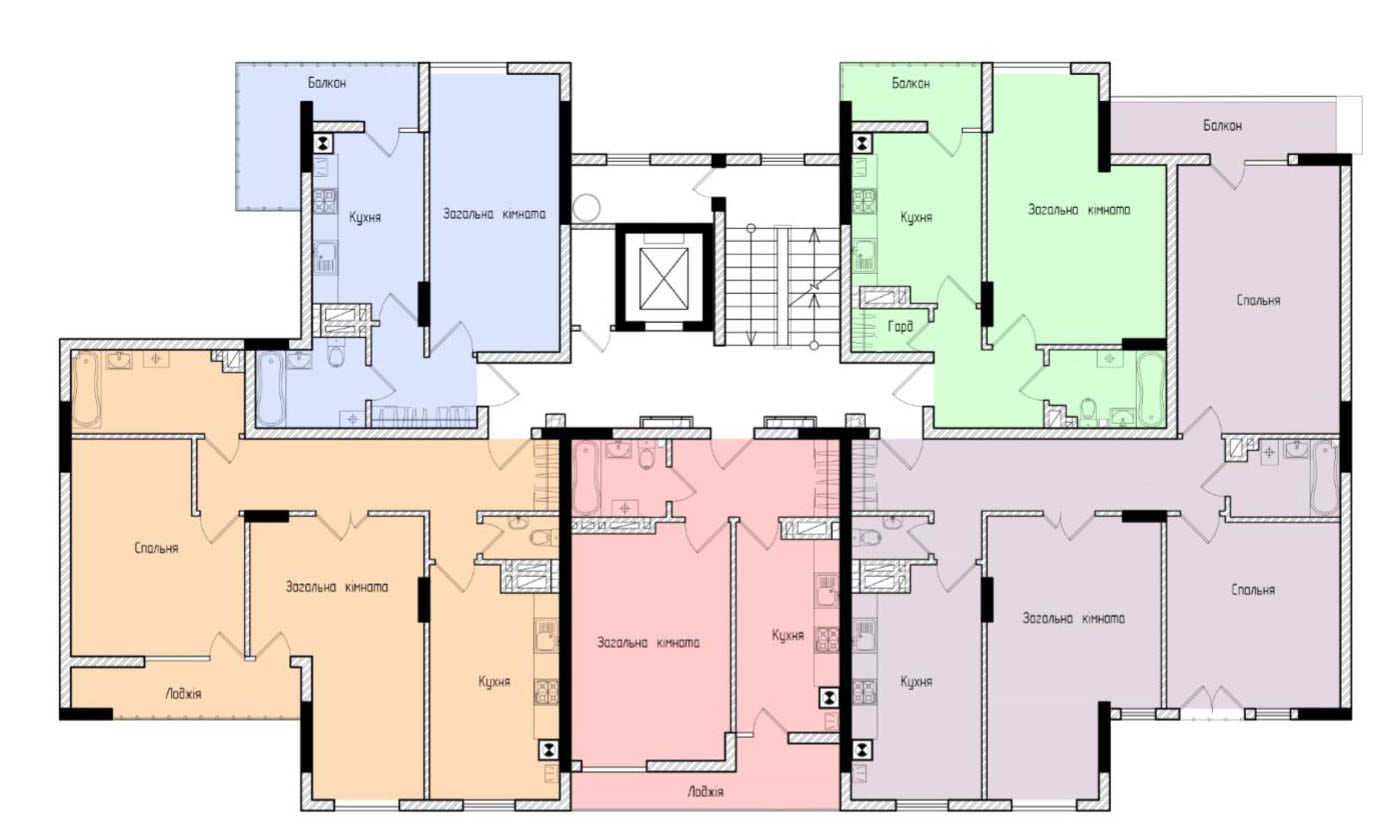 Балкон
Балкон
Балкон
Кухня
Загальна кімната
Кухня
Загальна кімната
Спальня
Гард
Спальня
Загальна кімната
Кухня
Лоджія
Загальна кімната
Кухня
Лоджія
Кухня
Загальна кімната
Спальня